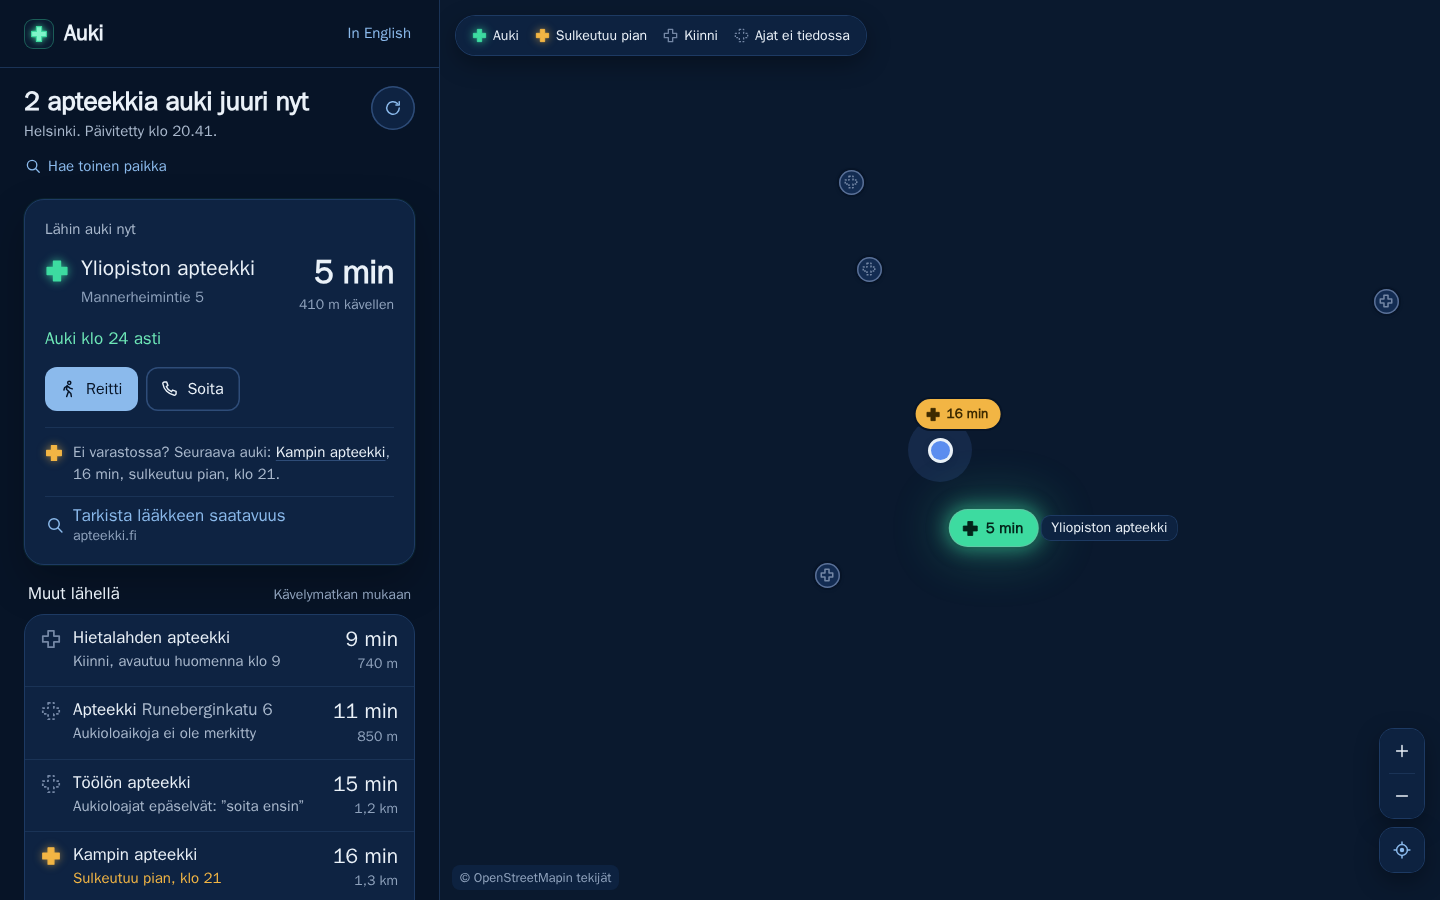 Auki
In English
2 apteekkia auki juuri nyt
Helsinki. Päivitetty klo 20.41.
Hae toinen paikka
Lähin auki nyt
Yliopiston apteekki
5 min
Mannerheimintie 5
410 m kävellen
Auki klo 24 asti
Reitti
Soita
Ei varastossa? Seuraava auki: Kampin apteekki,
16 min, sulkeutuu pian, klo 21.
Tarkista lääkkeen saatavuus
apteekki.fi
Muut lähellä
Kävelymatkan mukaan
Hietalahden apteekki
9 min
Kiinni, avautuu huomenna klo 9
740 m
Apteekki Runeberginkatu 6
11 min
Aukioloaikoja ei ole merkitty
850 m
Töölön apteekki
15 min
Aukioloajat epäselvät: "soita ensin"
1,2 km
Kampin apteekki
16 min
Sulkeutuu pian, klo 21
1,3 km
Auki
Sulkeutuu pian
Kiinni
Ajat ei tiedossa
16 min
5 min
Yliopiston apteekki
+
−
© OpenStreetMapin tekijät